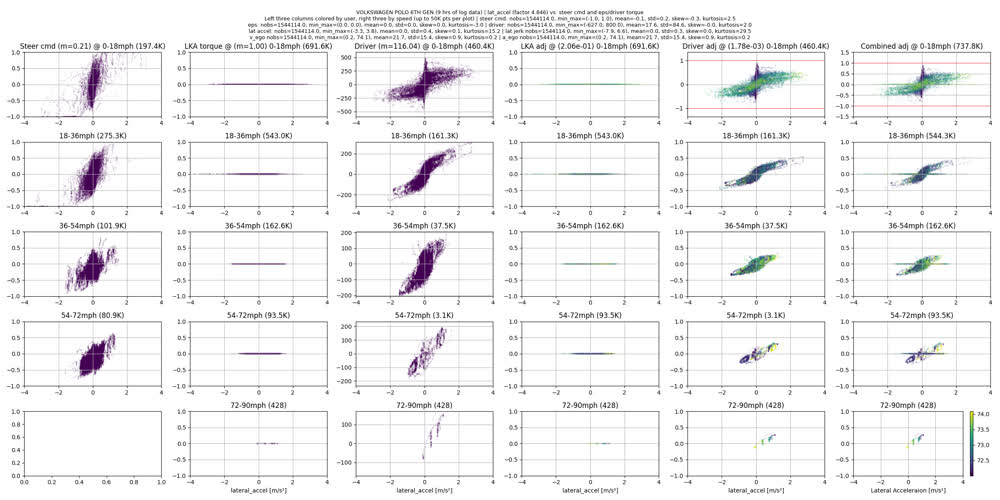 VOLKSWAGEN POLO 6TH GEN (9 hrs of log data) | lat_accel (factor 4.846) vs steer cmd and eps/driver torque
Left three columns colored by user, right three by speed (up to 50K pts per plot) | steer cmd: nobs=1544114.0, min_max=(-1.0, 1.0), mean=-0.1, std=0.2, skew=-0.3, kurtosis=2.5
eps: nobs=1544114.0, min_max=(0.0, 0.0), mean=0.0, std=0.0, skew=0.0, kurtosis=-3.0 | driver: nobs=1544114.0, min_max=(-627.0, 800.0), mean=17.6, std=84.6, skew=-0.0, kurtosis=2.0
lat accel: nobs=1544114.0, min_max=(-3.3, 3.8), mean=0.0, std=0.4, skew=0.1, kurtosis=15.2 | lat jerk nobs=1544114.0, min_max=(-7.9, 6.6), mean=0.0, std=0.3, skew=0.0, kurtosis=29.5
v_ego: nobs=1544114.0, min_max=(0.2, 74.1), mean=21.7, std=15.4, skew=0.9, kurtosis=0.2 | a_ego nobs=1544114.0, min_max=(0.2, 74.1), mean=21.7, std=15.4, skew=0.9, kurtosis=0.2
Steer cmd (m=0.21) @ 0-18mph (197.4K)
LKA torque @ (m=1.00) 0-18mph (691.6K)
Driver (m=116.04) @ 0-18mph (460.4K)
LKA adj @ (2.06e-01) 0-18mph (691.6K)
Driver adj @ (1.78e-03) 0-18mph (460.4K)
Combined adj @ 0-18mph (737.8K)
18-36mph (275.3K)
18-36mph (543.0K)
18-36mph (161.3K)
18-36mph (543.0K)
18-36mph (161.3K)
18-36mph (544.3K)
36-54mph (101.9K)
36-54mph (162.6K)
36-54mph (37.5K)
36-54mph (162.6K)
36-54mph (37.5K)
36-54mph (162.6K)
54-72mph (80.9K)
54-72mph (93.5K)
54-72mph (3.1K)
54-72mph (93.5K)
54-72mph (3.1K)
54-72mph (93.5K)
72-90mph (428)
72-90mph (428)
72-90mph (428)
72-90mph (428)
72-90mph (428)
lateral_accel [m/s²]
lateral_accel [m/s²]
lateral_accel [m/s²]
lateral_accel [m/s²]
Lateral Acceleraion [m/s²]
74.0
73.5
73.0
72.5